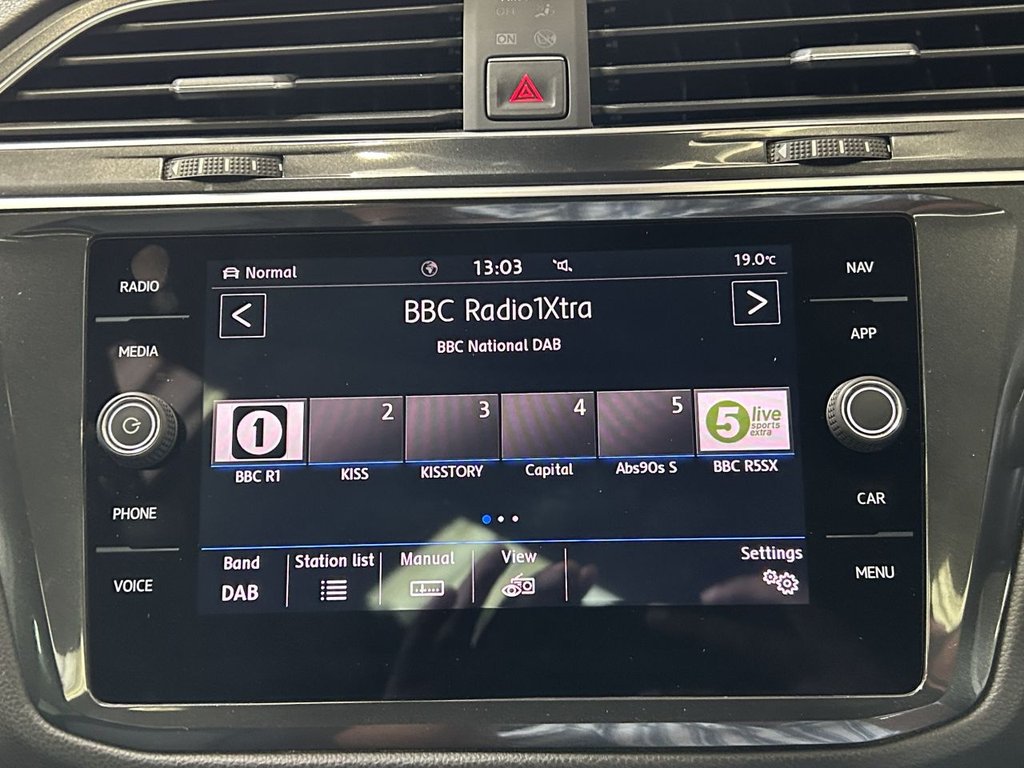 OFF
ON
RADIO
MEDIA
PHONE
VOICE
Normal
13:03
19.0°C
<
BBC Radio1Xtra
>
BBC National DAB
1
2
3
4
5
5 live
sports
extra
BBC R1
KISS
KISSTORY
Capital
Abs90s S
BBC R5SX
Band
Station list
Manual
View
Settings
DAB
NAV
APP
CAR
MENU